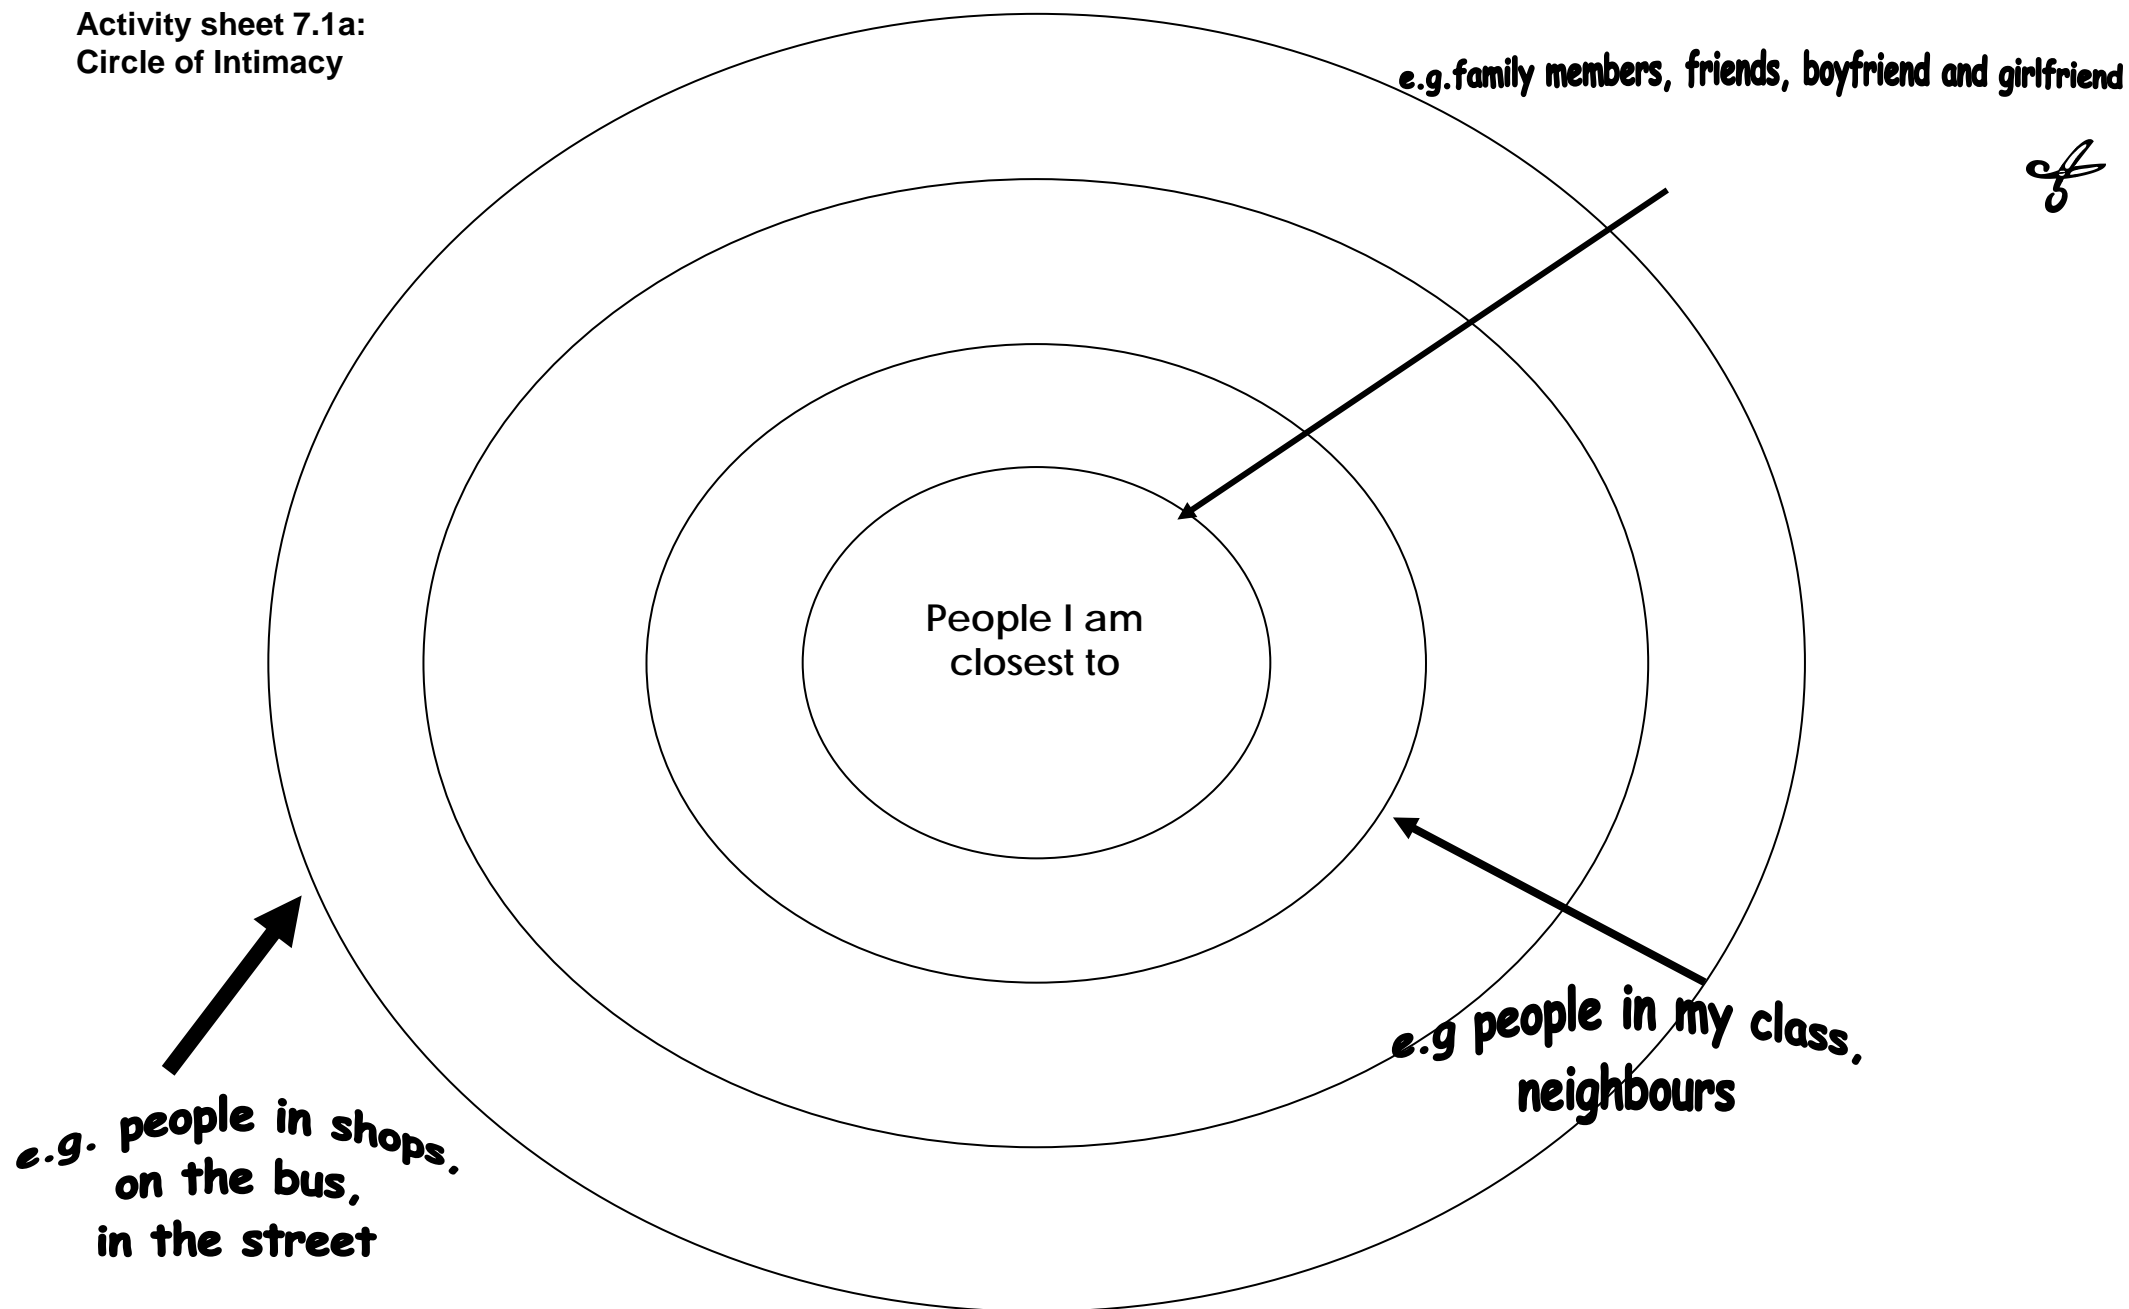 Activity sheet 7.1a:
Circle of Intimacy
e.g.family members, friends, boyfriend and girlfriend
People I am
closest to
e.g people in my class,
neighbours
e.g. people in shops,
on the bus,
in the street